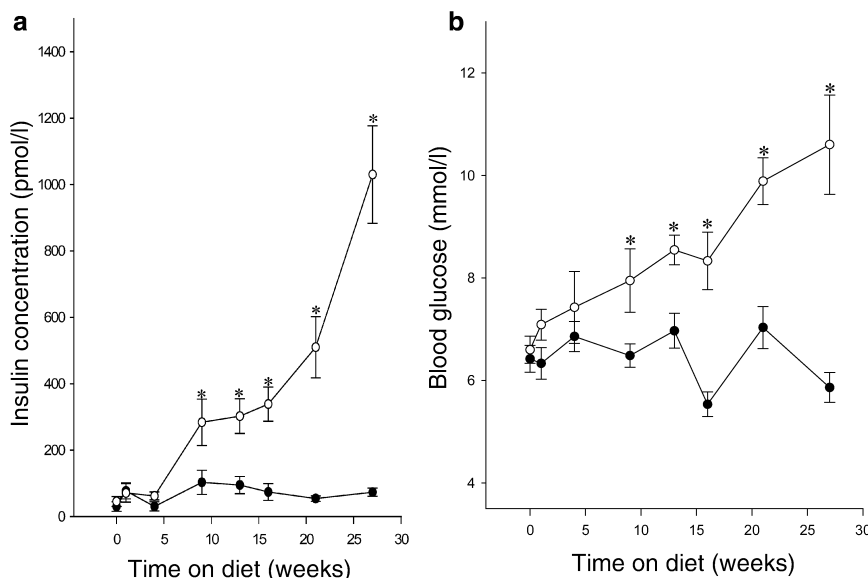 a
Insulin concentration (pmol/l)
1400
1200
1000
800
600
400
200
0
* * * * *
0 5 10 15 20 25 30
Time on diet (weeks)
b
Blood glucose (mmol/l)
12
10
8
6
4
* * * * *
0 5 10 15 20 25 30
Time on diet (weeks)